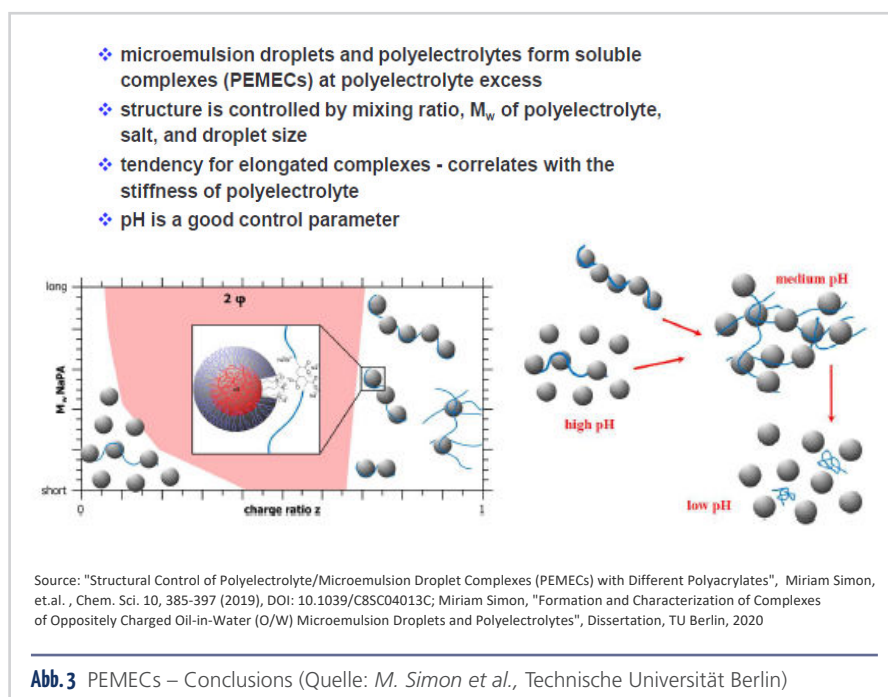 ❖ microemulsion droplets and polyelectrolytes form soluble
complexes (PEMECs) at polyelectrolyte excess
❖ structure is controlled by mixing ratio, Mw of polyelectrolyte,
salt, and droplet size
❖ tendency for elongated complexes - correlates with the
stiffness of polyelectrolyte
❖ pH is a good control parameter
long
2 φ
Mw NaPA
short
0
charge ratio z
1
medium pH
high pH
low pH
Source: "Structural Control of Polyelectrolyte/Microemulsion Droplet Complexes (PEMECs) with Different Polyacrylates", Miriam Simon,
et.al. , Chem. Sci. 10, 385-397 (2019), DOI: 10.1039/C8SC04013C; Miriam Simon, "Formation and Characterization of Complexes
of Oppositely Charged Oil-in-Water (O/W) Microemulsion Droplets and Polyelectrolytes", Dissertation, TU Berlin, 2020
Abb. 3 PEMECs – Conclusions (Quelle: M. Simon et al., Technische Universität Berlin)